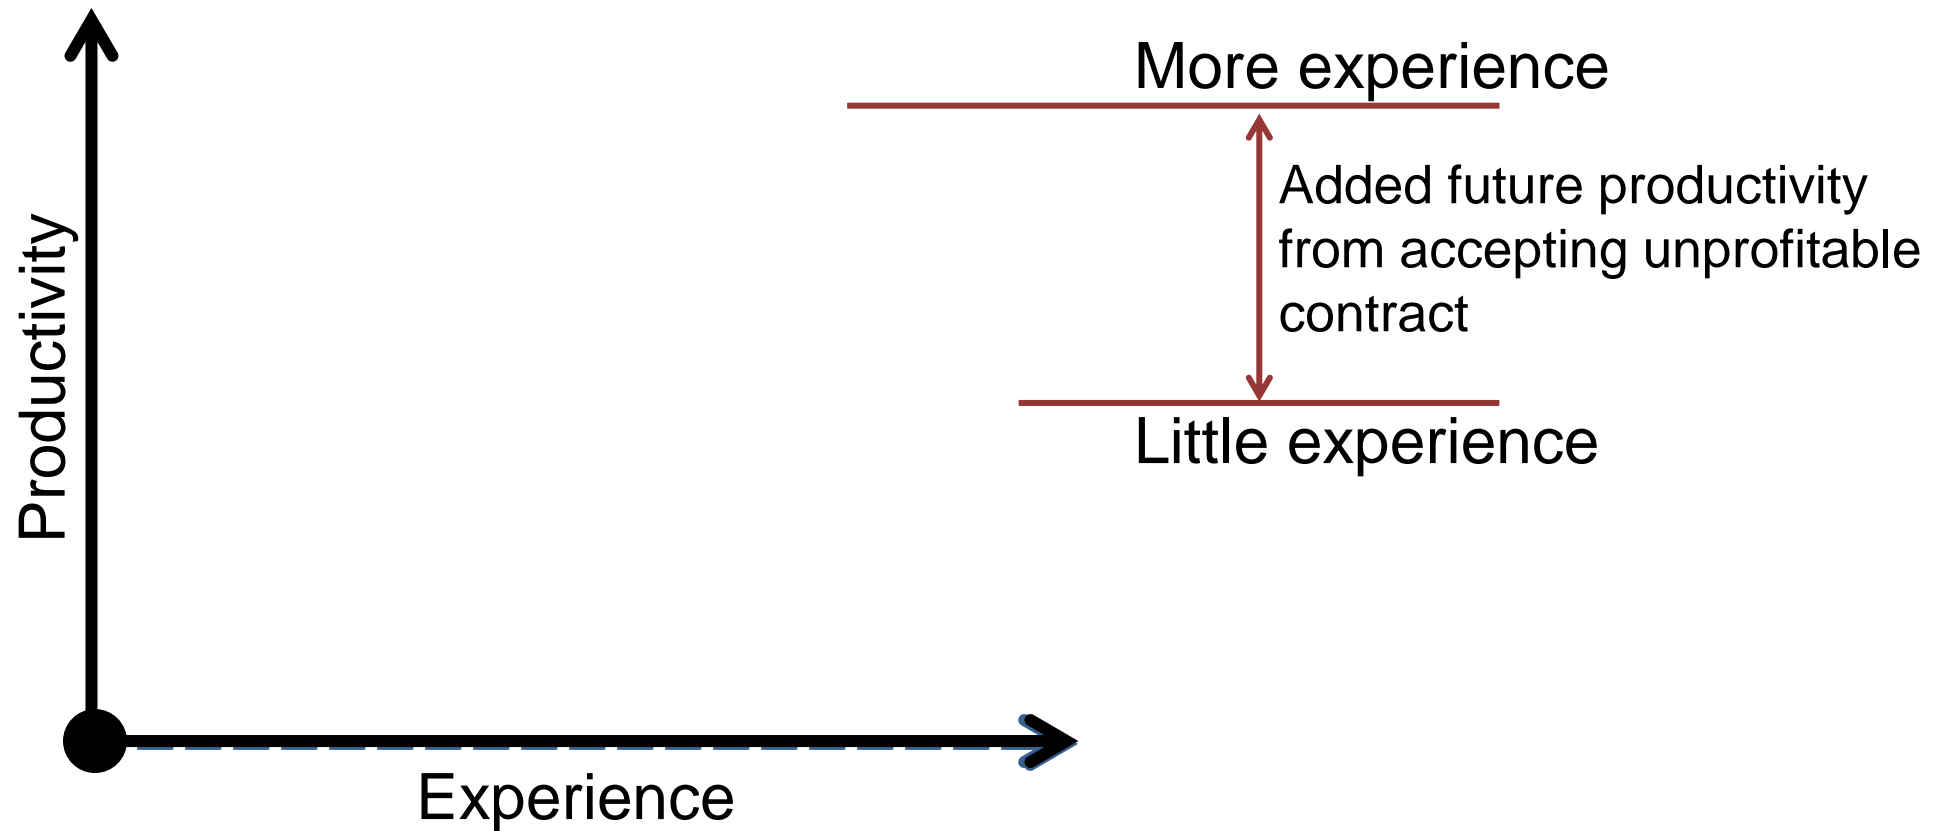 More experience
Added future productivity
from accepting unprofitable
contract
Little experience
Productivity
Experience